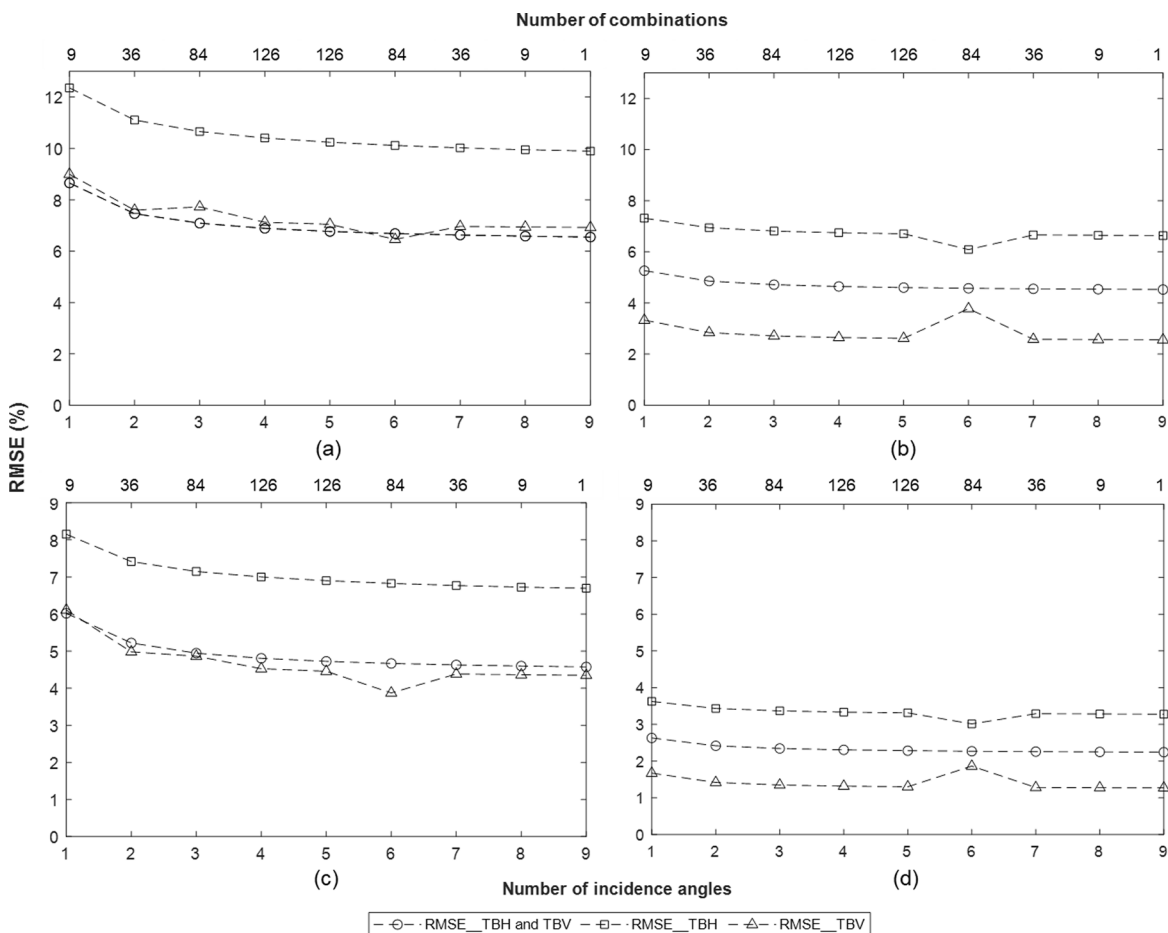 Number of combinations
9 36 84 126 126 84 36 9 1
9 36 84 126 126 84 36 9 1
12
10
8
6
4
2
0
12
10
8
6
4
2
0
1 2 3 4 5 6 7 8 9
1 2 3 4 5 6 7 8 9
(a)
(b)
RMSE (%)
9 36 84 126 126 84 36 9 1
9 36 84 126 126 84 36 9 1
9
8
7
6
5
4
3
2
1
0
9
8
7
6
5
4
3
2
1
0
1 2 3 4 5 6 7 8 9
1 2 3 4 5 6 7 8 9
(c)
(d)
Number of incidence angles
RMSE__TBH and TBV RMSE__TBH RMSE__TBV